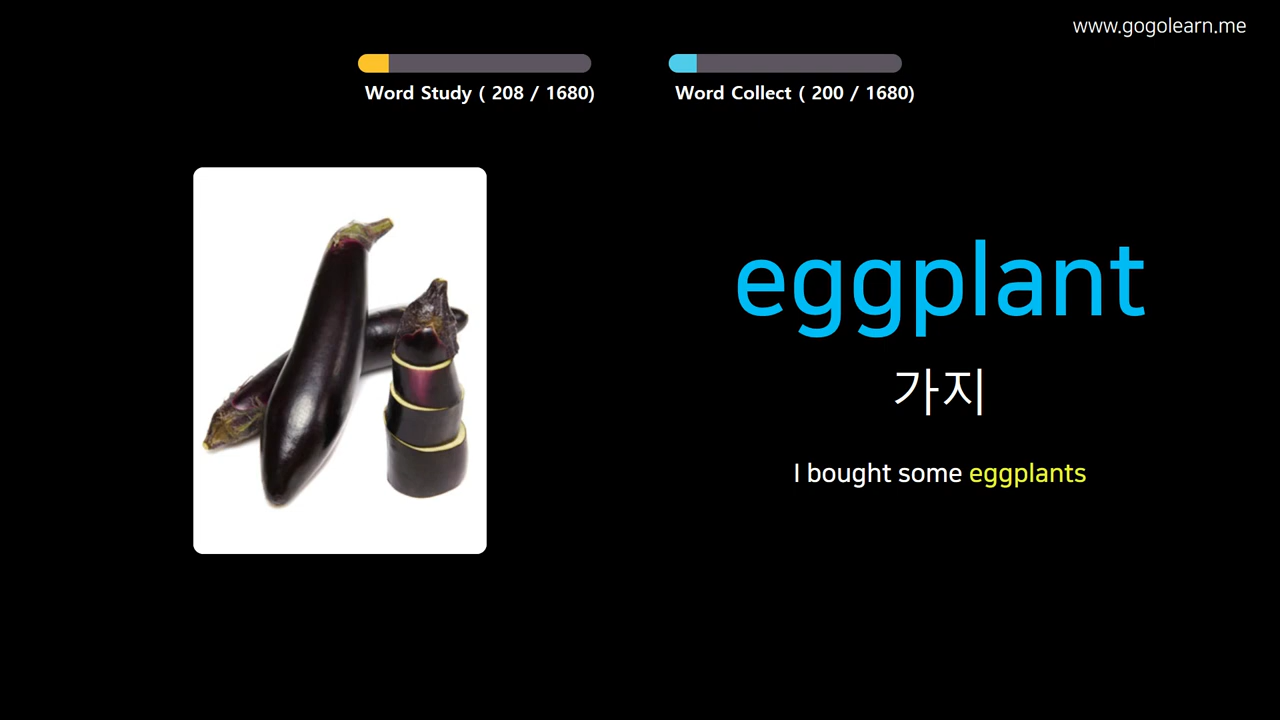 www.gogolearn.me
Word Study ( 208 / 1680)
Word Collect ( 200 / 1680)
eggplant
가지
I bought some eggplants